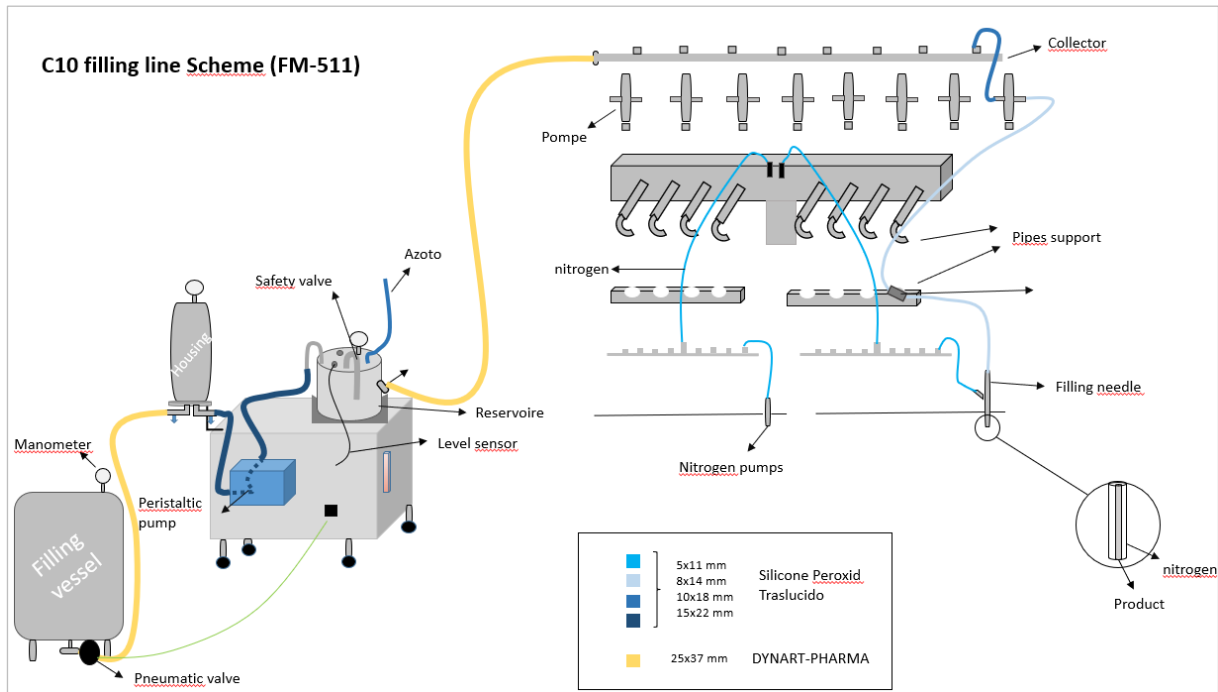 C10 filling line Scheme (FM-511)
Collector
Pompe
Pipes support
nitrogen
Azoto
Safety valve
Housing
Reservoire
Level sensor
Manometer
Peristaltic
pump
Filling
vessel
Pneumatic valve
Filling needle
Nitrogen pumps
nitrogen
Product
5x11 mm
8x14 mm
10x18 mm
15x22 mm
Silicone Peroxid
Traslucido
25x37 mm
DYNART-PHARMA